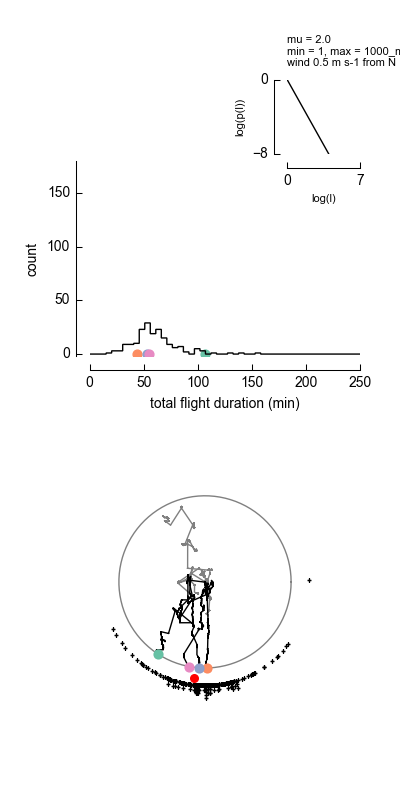 mu = 2.0
min = 1, max = 1000_m
wind 0.5 m s-1 from N
0
−8
log(p(l))
0 7
log(l)
150
100
50
0
count
0 50 100 150 200 250
total flight duration (min)